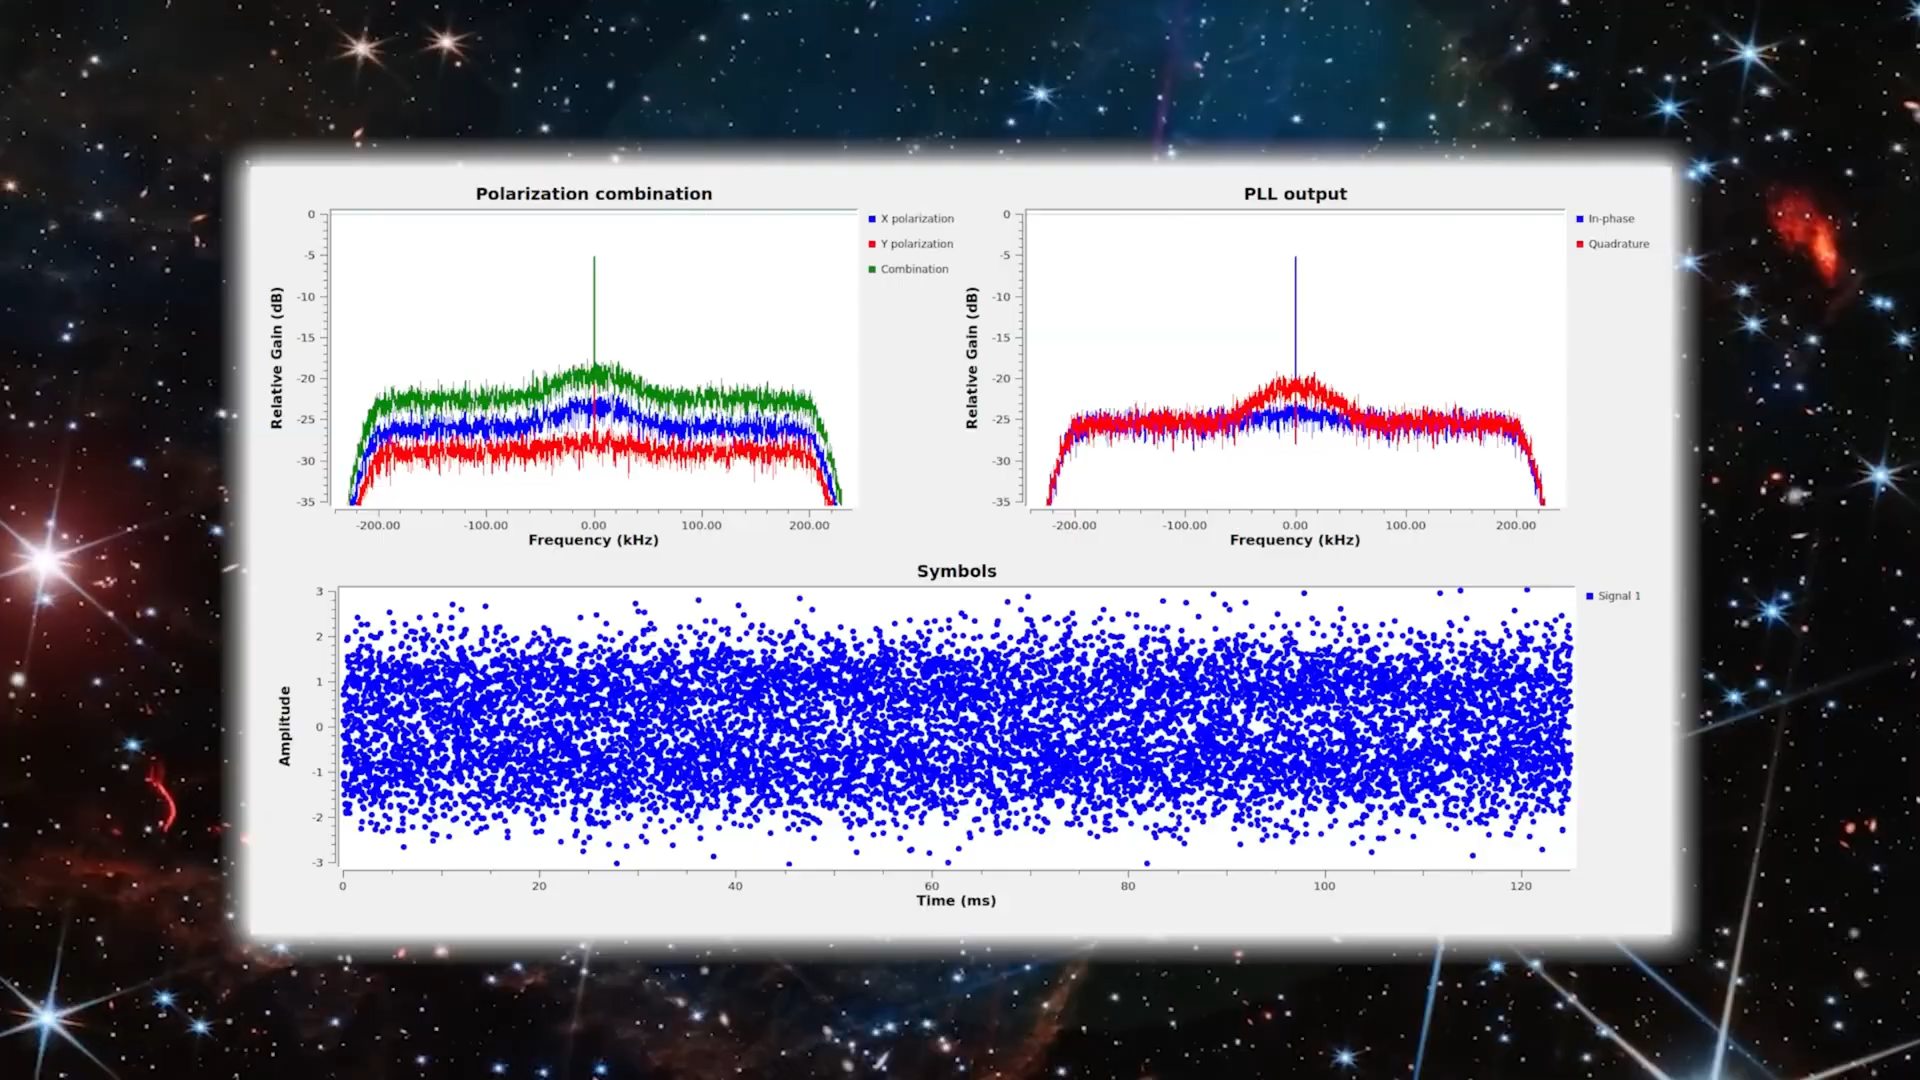 Polarization combination
0
-5
-10
-15
-20
-25
-30
-35
Relative Gain (dB)
-200.00 -100.00 0.00 100.00 200.00
Frequency (kHz)
X polarization
Y polarization
Combination
PLL output
0
-5
-10
-15
-20
-25
-30
-35
Relative Gain (dB)
-200.00 -100.00 0.00 100.00 200.00
Frequency (kHz)
In-phase
Quadrature
Symbols
3
2
1
0
-1
-2
-3
Amplitude
0 20 40 60 80 100 120
Time (ms)
Signal 1